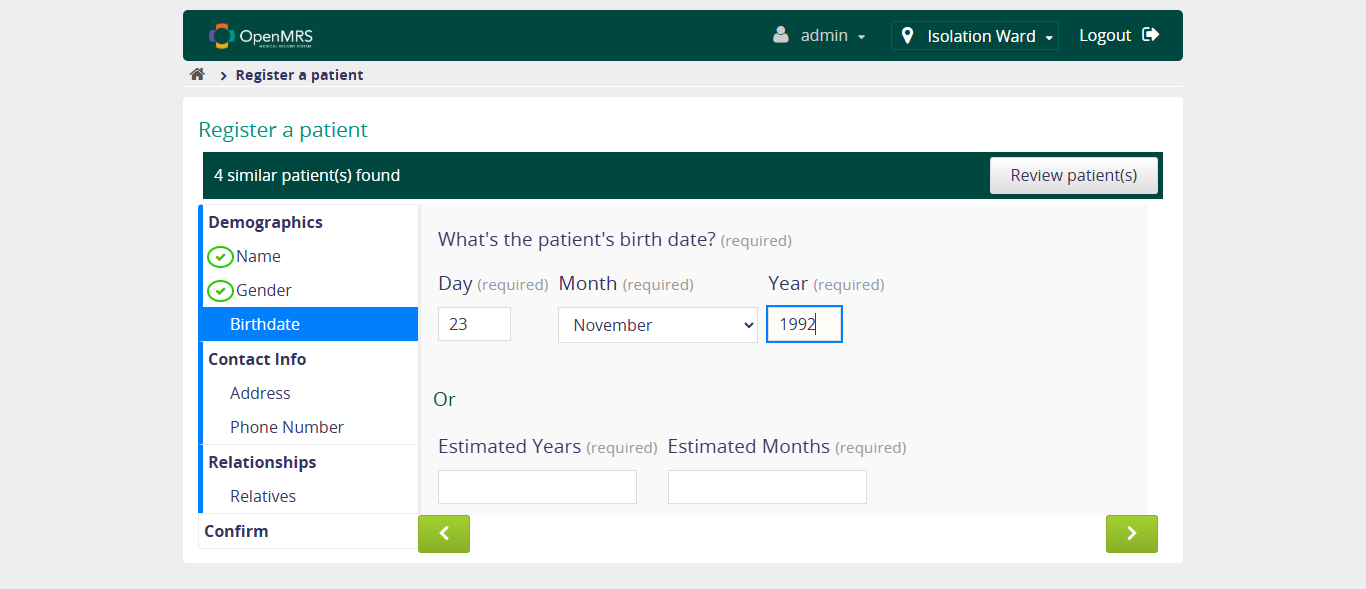 OpenMRS
MEDICAL RECORD SYSTEM
admin
Isolation Ward
Logout
Register a patient
Register a patient
4 similar patient(s) found
Review patient(s)
Demographics
Name
Gender
Birthdate
Contact Info
Address
Phone Number
Relationships
Relatives
Confirm
What's the patient's birth date? (required)
Day (required) Month (required) Year (required)
23 November 1992
Or
Estimated Years (required) Estimated Months (required)